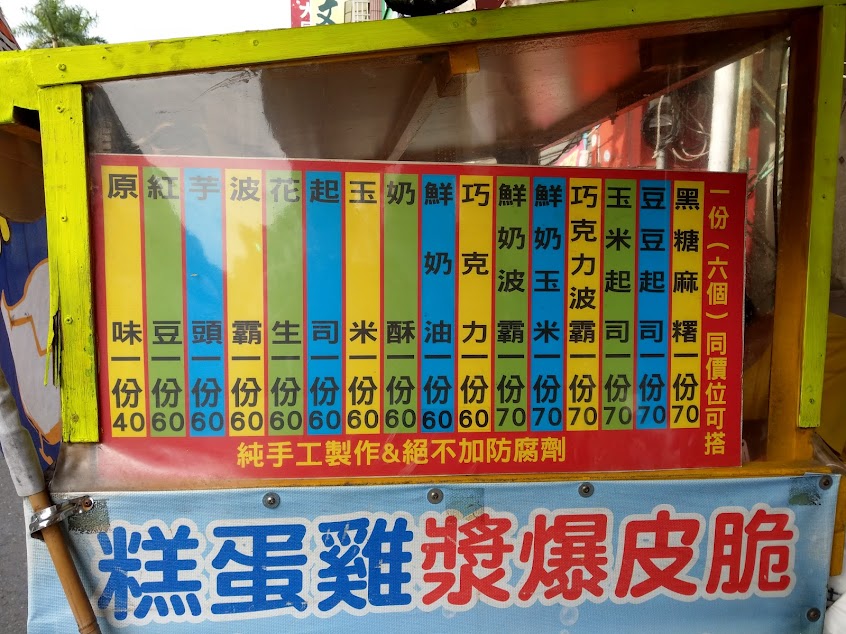 一份（六個）同價位可搭
黑糖麻糬一份70
豆豆起司一份70
玉米起司一份70
巧克力波霸一份70
鮮奶玉米一份70
鮮奶波霸一份70
巧克力一份60
鮮奶油一份60
奶酥一份60
玉米一份60
起司一份60
花生一份60
波霸一份60
芋頭一份60
紅豆一份60
原味一份40
純手工製作&絕不加防腐劑
脆皮爆漿雞蛋糕